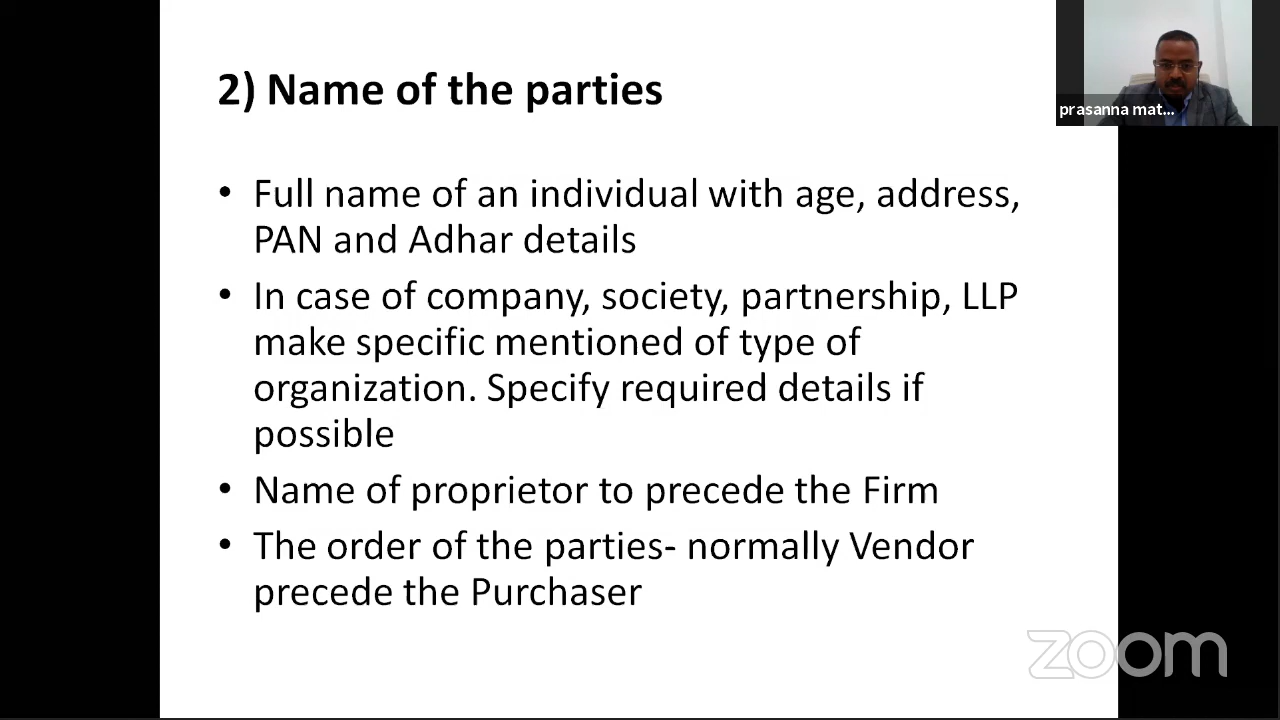 2) Name of the parties
prasanna mat...
• Full name of an individual with age, address,
PAN and Adhar details
• In case of company, society, partnership, LLP
make specific mentioned of type of
organization. Specify required details if
possible
• Name of proprietor to precede the Firm
• The order of the parties- normally Vendor
precede the Purchaser
zoom